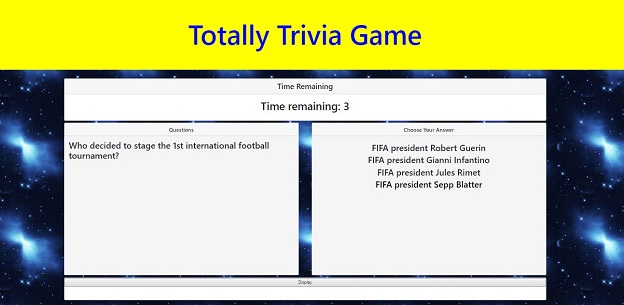 Totally Trivia Game
Time Remaining
Time remaining: 3
Questions
Who decided to stage the 1st international football
tournament?
Choose Your Answer
FIFA president Robert Guerin
FIFA president Gianni Infantino
FIFA president Jules Rimet
FIFA president Sepp Blatter
Display